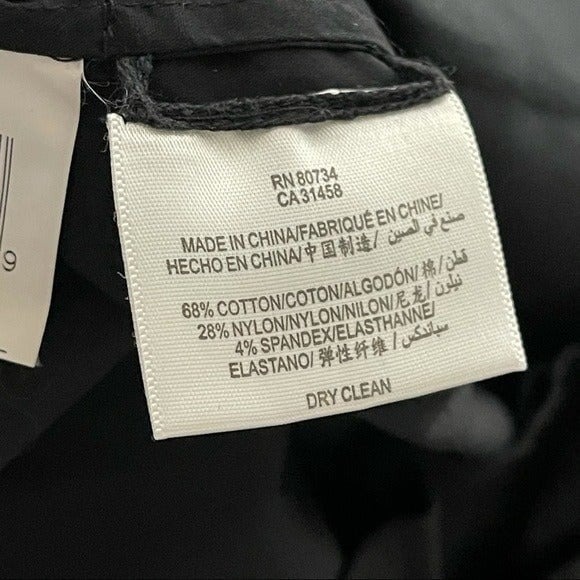 RN 80734
CA 31458
MADE IN CHINA/FABRIQUÉ EN CHINE/
HECHO EN CHINA/中国制造/ صنع في الصين/
68% COTTON/COTON/ALGODÓN/棉/قطن
28% NYLON/NYLON/NILON/尼龙/نيلون
4% SPANDEX/ELASTHANNE/
ELASTANO/弹性纤维/سباندكس
DRY CLEAN
9